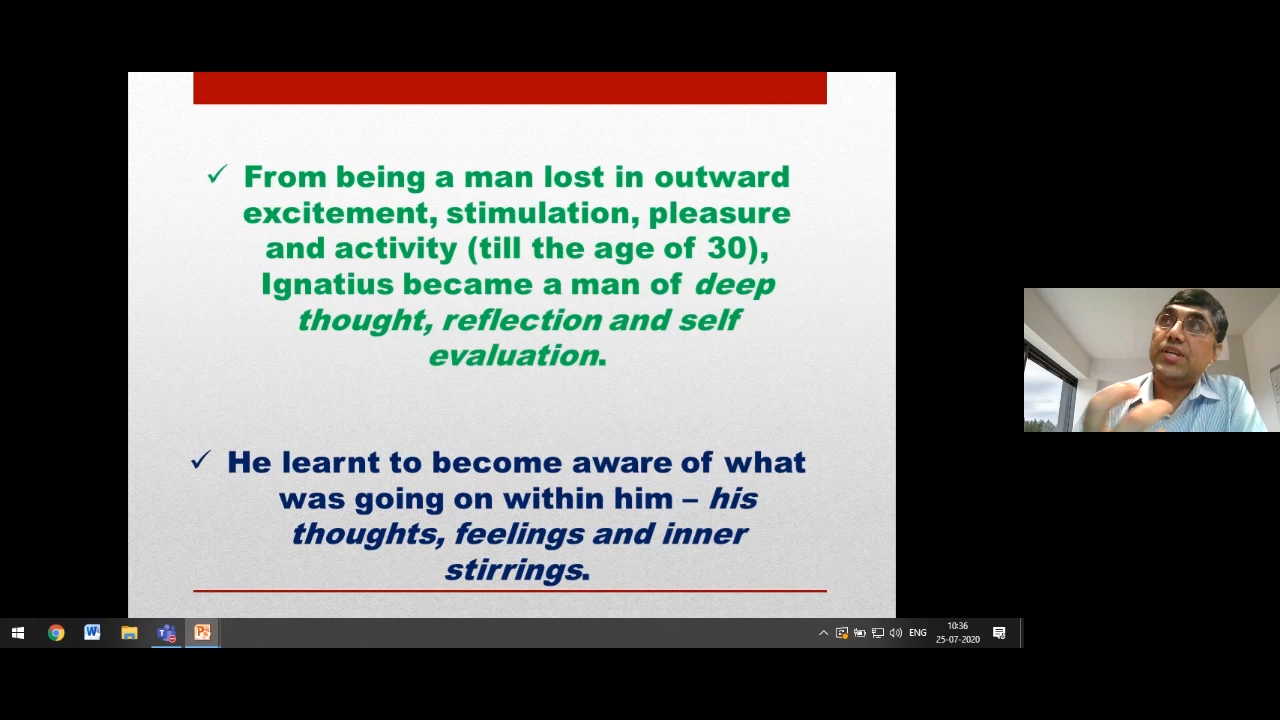 ✓ From being a man lost in outward
excitement, stimulation, pleasure
and activity (till the age of 30),
Ignatius became a man of deep
thought, reflection and self
evaluation.
✓ He learnt to become aware of what
was going on within him – his
thoughts, feelings and inner
stirrings.
ENG
10:36
25-07-2020